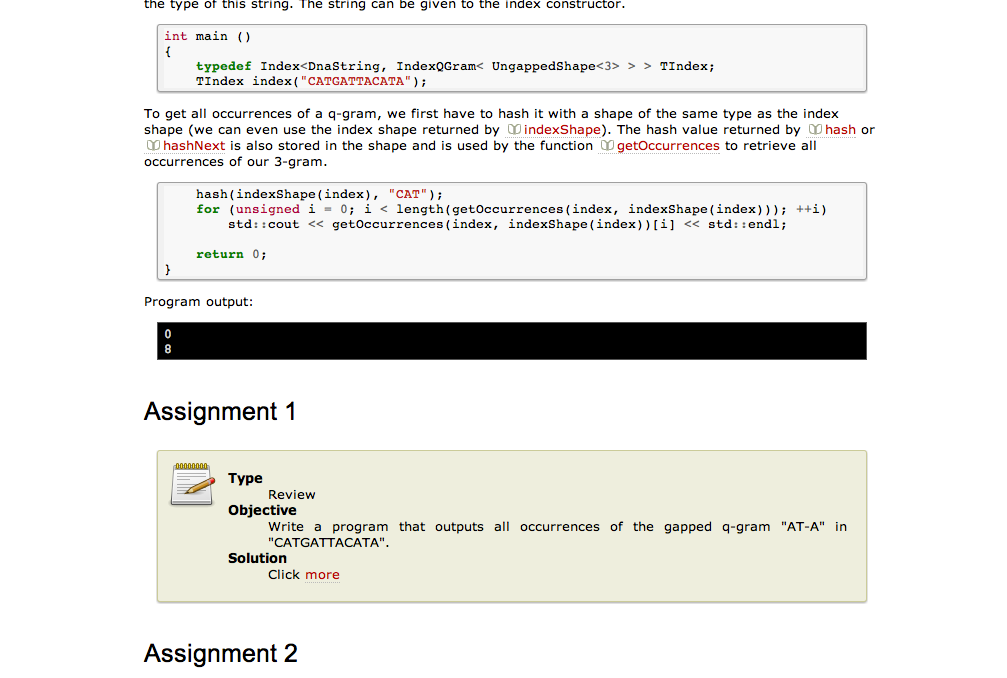 the type of this string. The string can be given to the index constructor.
int main ()
{
    typedef Index<DnaString, IndexQGram< UngappedShape<3> > > TIndex;
    TIndex index("CATGATTACATA");
To get all occurrences of a q-gram, we first have to hash it with a shape of the same type as the index
shape (we can even use the index shape returned by indexShape). The hash value returned by hash or
hashNext is also stored in the shape and is used by the function getOccurrences to retrieve all
occurrences of our 3-gram.
    hash(indexShape(index), "CAT");
    for (unsigned i = 0; i < length(getOccurrences(index, indexShape(index))); ++i)
        std::cout << getOccurrences(index, indexShape(index))[i] << std::endl;
    return 0;
}
Program output:
0
8
Assignment 1
Type
Review
Objective
Write a program that outputs all occurrences of the gapped q-gram "AT-A" in
"CATGATTACATA".
Solution
Click more
Assignment 2